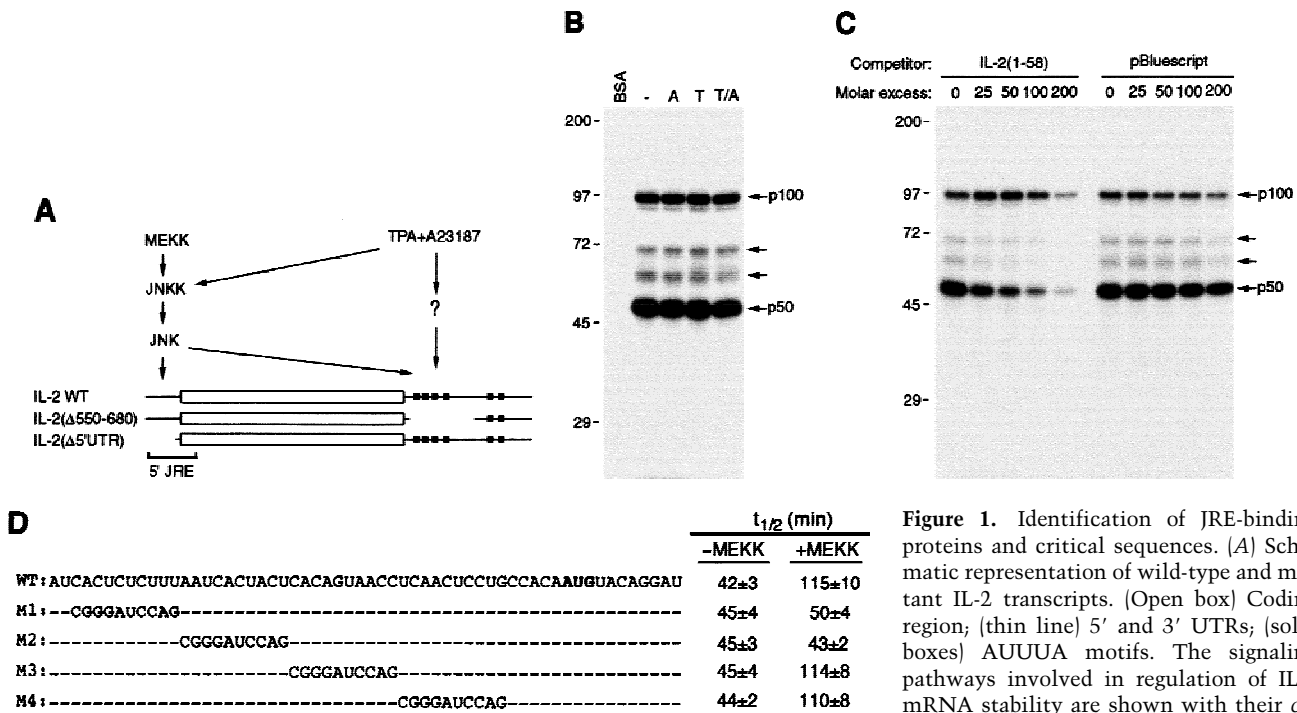 A
MEKK
TPA+A23187
JNKK
?
JNK
IL-2 WT
IL-2(Δ550-680)
IL-2(Δ5'UTR)
5' JRE
B
BSA - A T T/A
200-
97-
p100
72-
p50
45-
29-
C
Competitor: IL-2(1-58) pBluescript
Molar excess: 0 25 50 100 200 0 25 50 100 200
200-
97-
p100
72-
p50
45-
29-
D
t1/2 (min)
-MEKK +MEKK
WT:AUCACUCUCUUUAAUCACUACUCACAGUAACCUCAACUCCUGCCACAAUGUACAGGAU 42±3 115±10
M1:--CGGGAUCCAG---------------------------------------------- 45±4 50±4
M2:------------CGGGAUCCAG------------------------------------ 45±3 43±2
M3:----------------------CGGGAUCCAG-------------------------- 45±4 114±8
M4:--------------------------------CGGGAUCCAG---------------- 44±2 110±8
Figure 1. Identification of JRE-bindin
proteins and critical sequences. (A) Sch
matic representation of wild-type and m
tant IL-2 transcripts. (Open box) Codin
region; (thin line) 5' and 3' UTRs; (sol
boxes) AUUUA motifs. The signalin
pathways involved in regulation of IL
mRNA stability are shown with their c